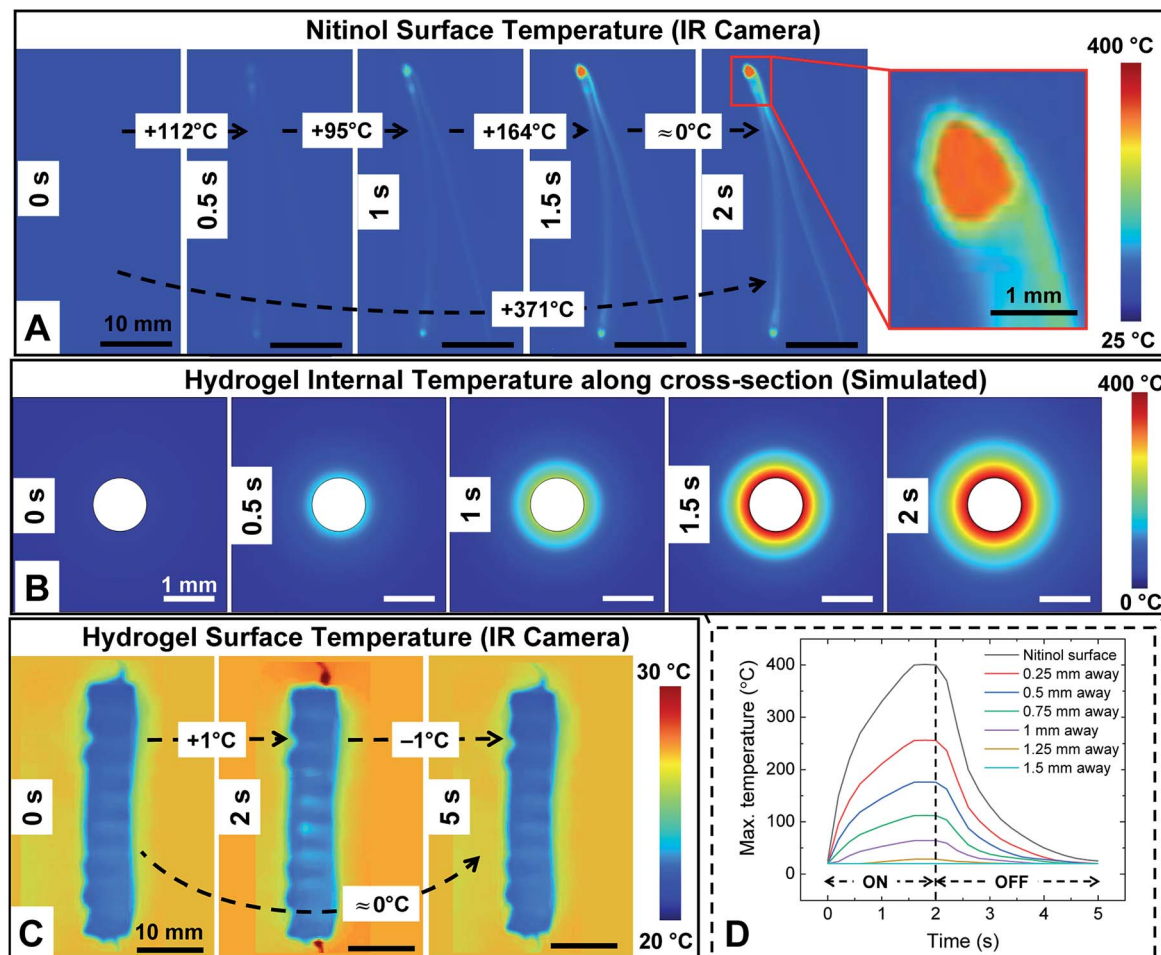 Nitinol Surface Temperature (IR Camera)
400 °C
+112°C
+95°C
+164°C
≈0°C
0 s
0.5 s
1 s
1.5 s
2 s
+371°C
A
10 mm
1 mm
25 °C
Hydrogel Internal Temperature along cross-section (Simulated)
400 °C
0 s
0.5 s
1 s
1.5 s
2 s
B
1 mm
0 °C
Hydrogel Surface Temperature (IR Camera)
30 °C
+1°C
–1°C
0 s
2 s
5 s
≈0°C
C
10 mm
20 °C
Max. temperature (°C)
400
300
200
100
0
Nitinol surface
0.25 mm away
0.5 mm away
0.75 mm away
1 mm away
1.25 mm away
1.5 mm away
ON
OFF
0 1 2 3 4 5
D
Time (s)